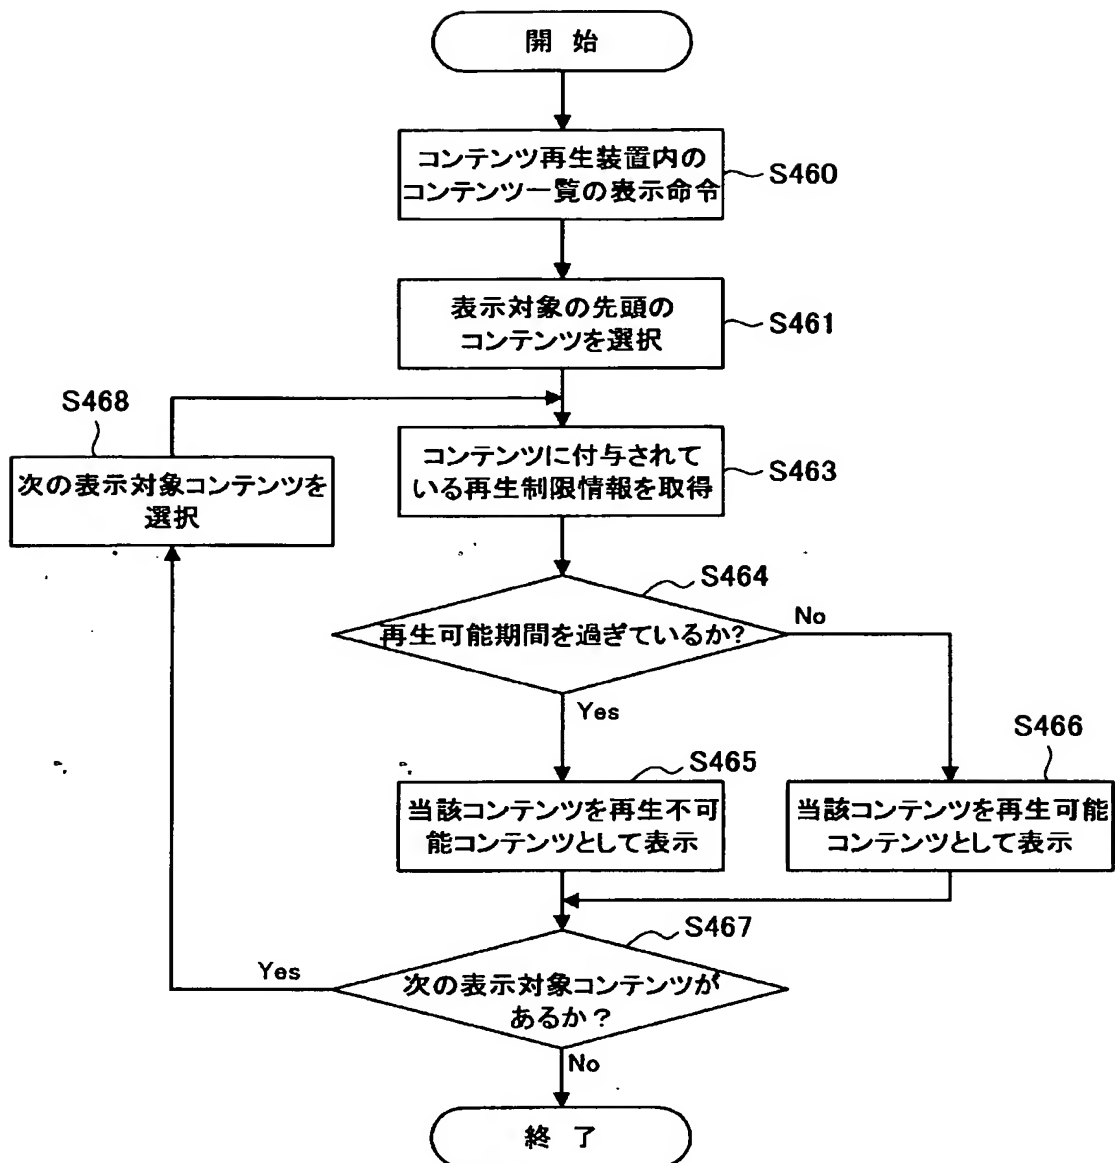 開 始
コンテンツ再生装置内の
コンテンツ一覧の表示命令
S460
表示対象の先頭の
コンテンツを選択
S461
S468
次の表示対象コンテンツを
選択
コンテンツに付与されて
いる再生制限情報を取得
S463
S464
再生可能期間を過ぎているか?
No
Yes
S465
当該コンテンツを再生不可
能コンテンツとして表示
S466
当該コンテンツを再生可能
コンテンツとして表示
S467
次の表示対象コンテンツが
あるか？
Yes
No
終 了